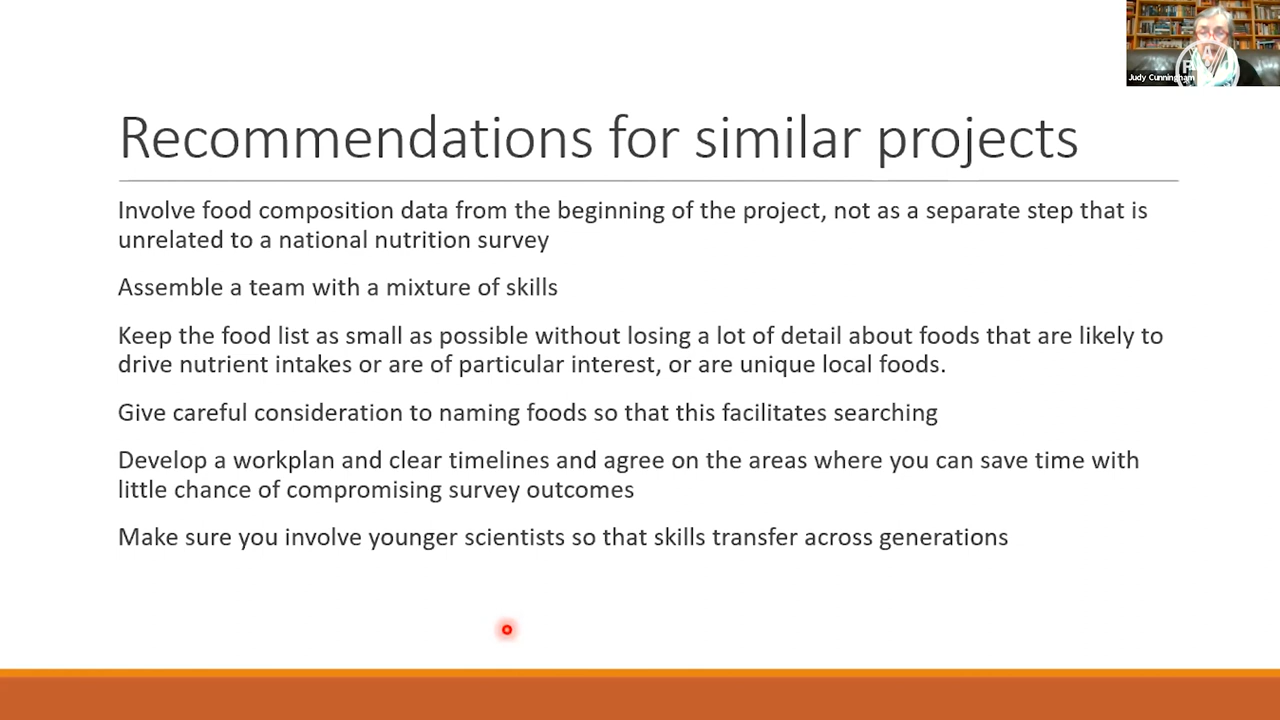 Judy Cunningham
Recommendations for similar projects
Involve food composition data from the beginning of the project, not as a separate step that is
unrelated to a national nutrition survey
Assemble a team with a mixture of skills
Keep the food list as small as possible without losing a lot of detail about foods that are likely to
drive nutrient intakes or are of particular interest, or are unique local foods.
Give careful consideration to naming foods so that this facilitates searching
Develop a workplan and clear timelines and agree on the areas where you can save time with
little chance of compromising survey outcomes
Make sure you involve younger scientists so that skills transfer across generations